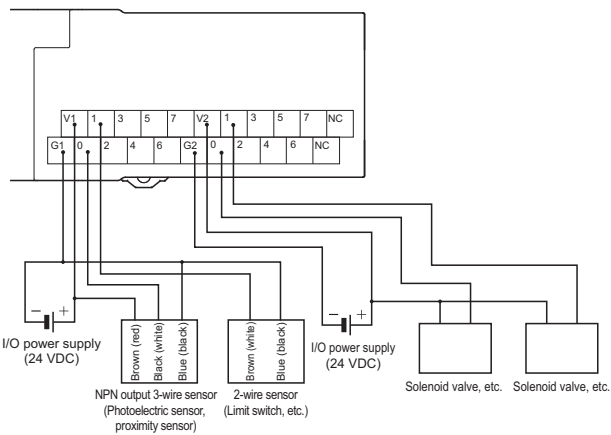 V1 1 3 5 7 V2 1 3 5 7 NC
G1 0 2 4 6 G2 0 2 4 6 NC
− +
I/O power supply
(24 VDC)
Brown (red)
Black (white)
Blue (black)
NPN output 3-wire sensor
(Photoelectric sensor,
proximity sensor)
Brown (white)
Blue (black)
2-wire sensor
(Limit switch, etc.)
− +
I/O power supply
(24 VDC)
Solenoid valve, etc.
Solenoid valve, etc.